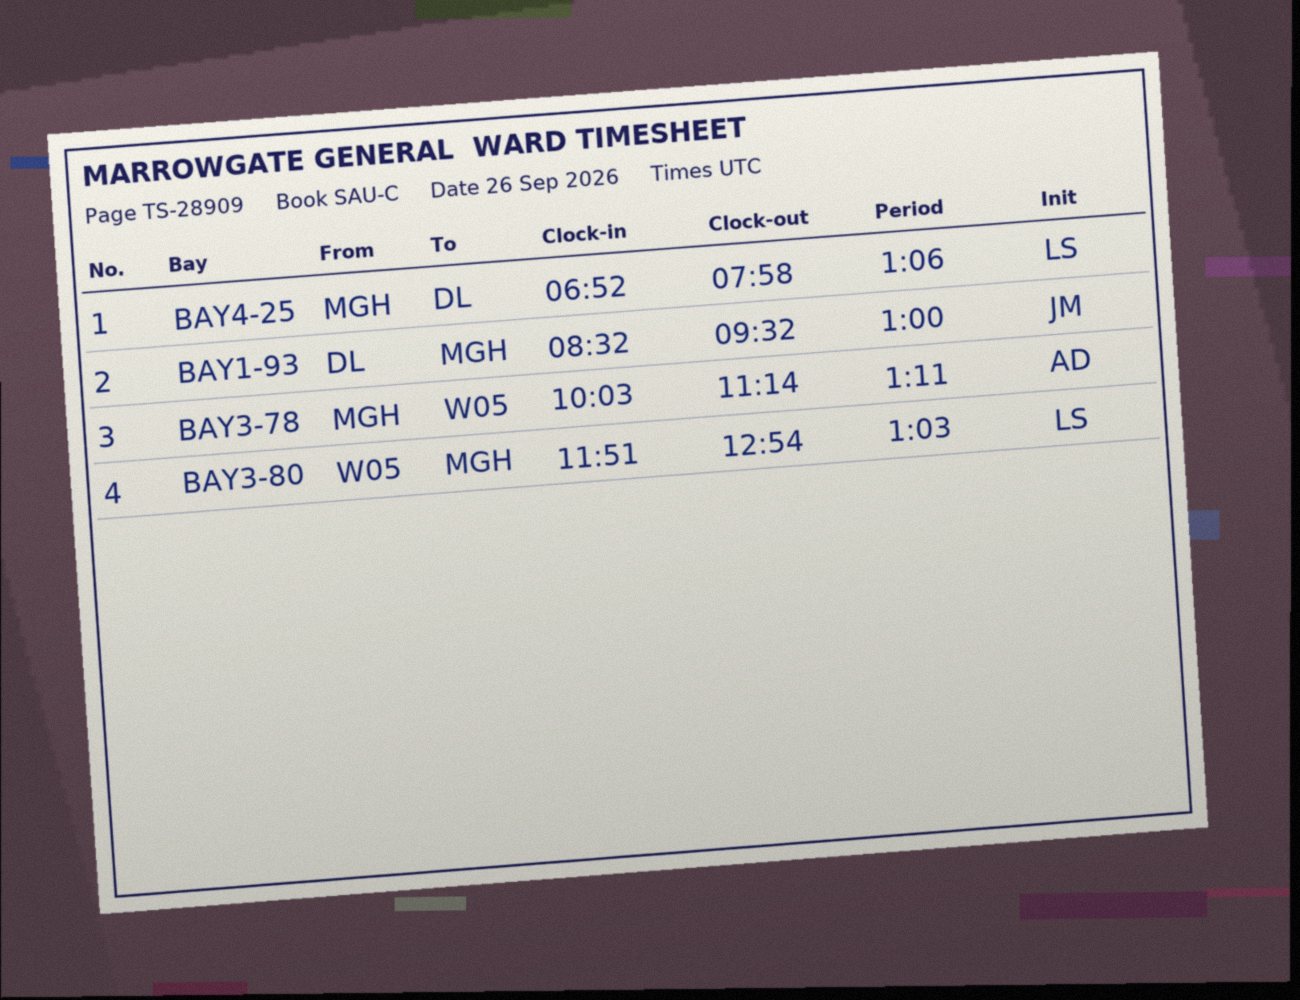 MARROWGATE GENERAL WARD TIMESHEET
Page TS-28909 Book SAU-C Date 26 Sep 2026 Times UTC
No. Bay From To Clock-in Clock-out Period Init
1 BAY4-25 MGH DL 06:52 07:58 1:06 LS
2 BAY1-93 DL MGH 08:32 09:32 1:00 JM
3 BAY3-78 MGH W05 10:03 11:14 1:11 AD
4 BAY3-80 W05 MGH 11:51 12:54 1:03 LS